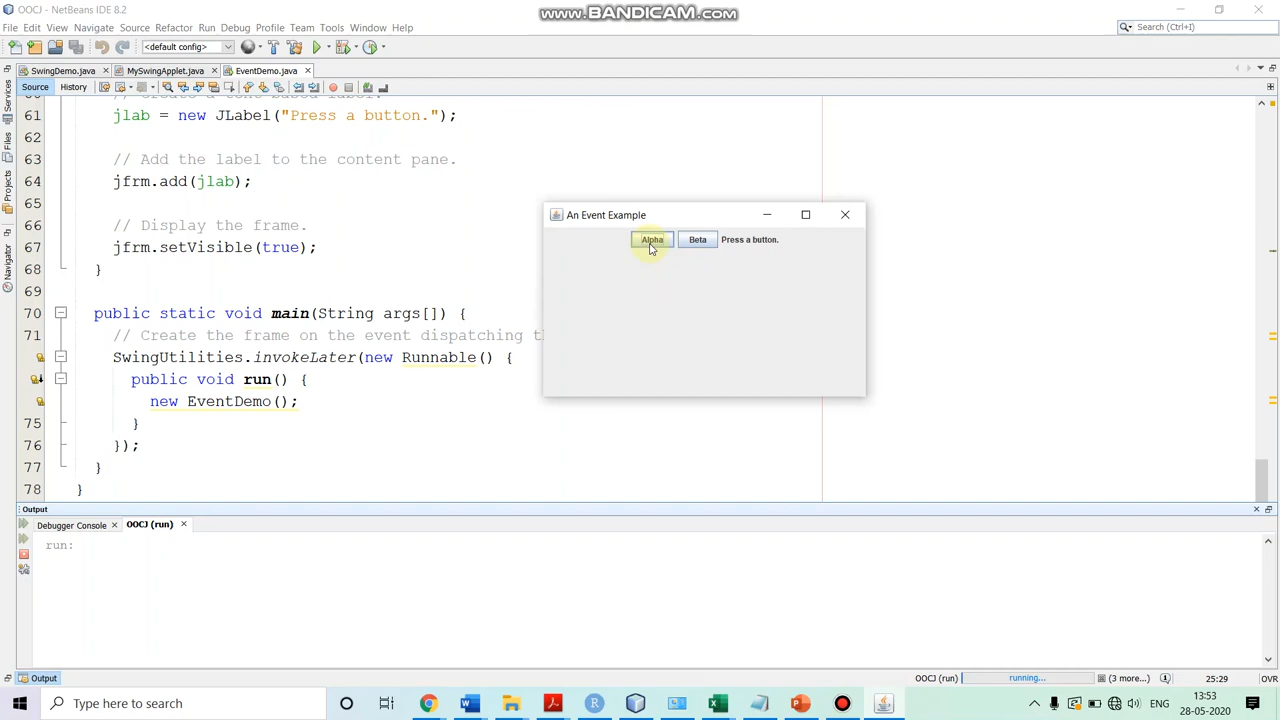 OOCJ - NetBeans IDE 8.2
www.BANDICAM.com
File Edit View Navigate Source Refactor Run Debug Profile Team Tools Window Help
Search (Ctrl+I)
<default config>
SwingDemo.java
MySwingApplet.java
EventDemo.java
Source History
Services
Files
Projects
Navigator
61 jlab = new JLabel("Press a button.");
62
63 // Add the label to the content pane.
64 jfrm.add(jlab);
65
66 // Display the frame.
67 jfrm.setVisible(true);
68 }
69
70 public static void main(String args[]) {
71 // Create the frame on the event dispatching
SwingUtilities.invokeLater(new Runnable() {
public void run() {
new EventDemo();
75 }
76 });
77 }
78 }
An Event Example
Alpha Beta Press a button.
Output
Debugger Console OOCJ (run)
run:
Output
OOCJ (run) running... (3 more...) 25:29 OVR
Type here to search
ENG
13:53
28-05-2020